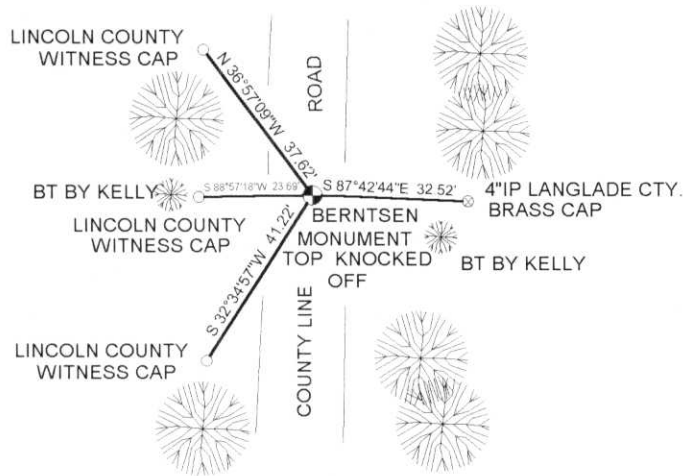 LINCOLN COUNTY
WITNESS CAP
N 36°57'09"W 37.62'
ROAD
BT BY KELLY
S 88°57'18"W 23.69'
S 87°42'44"E 32.52'
4"IP LANGLADE CTY.
BRASS CAP
LINCOLN COUNTY
WITNESS CAP
BERNTSEN
MONUMENT
TOP KNOCKED
OFF
BT BY KELLY
S 32°34'57"W 41.22'
COUNTY LINE
LINCOLN COUNTY
WITNESS CAP